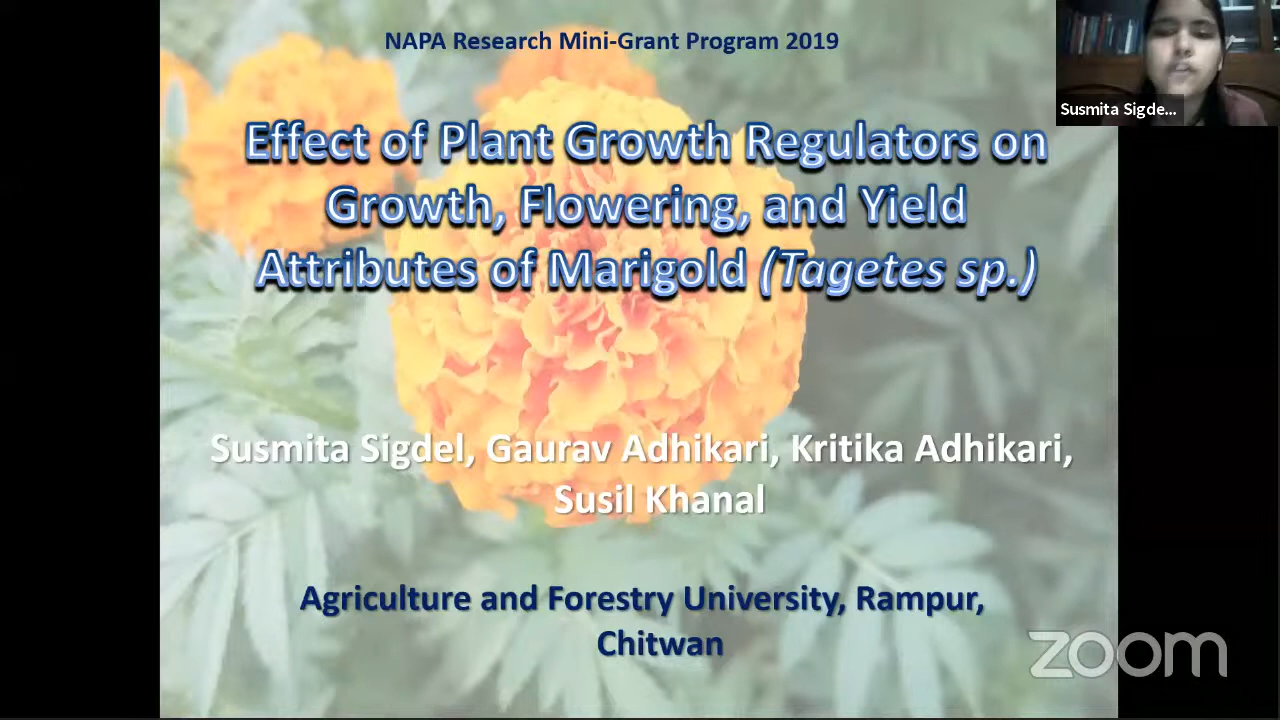 NAPA Research Mini-Grant Program 2019
Effect of Plant Growth Regulators on
Growth, Flowering, and Yield
Attributes of Marigold (Tagetes sp.)
Susmita Sigdel, Gaurav Adhikari, Kritika Adhikari,
Susil Khanal
Agriculture and Forestry University, Rampur,
Chitwan
Susmita Sigde...
zoom